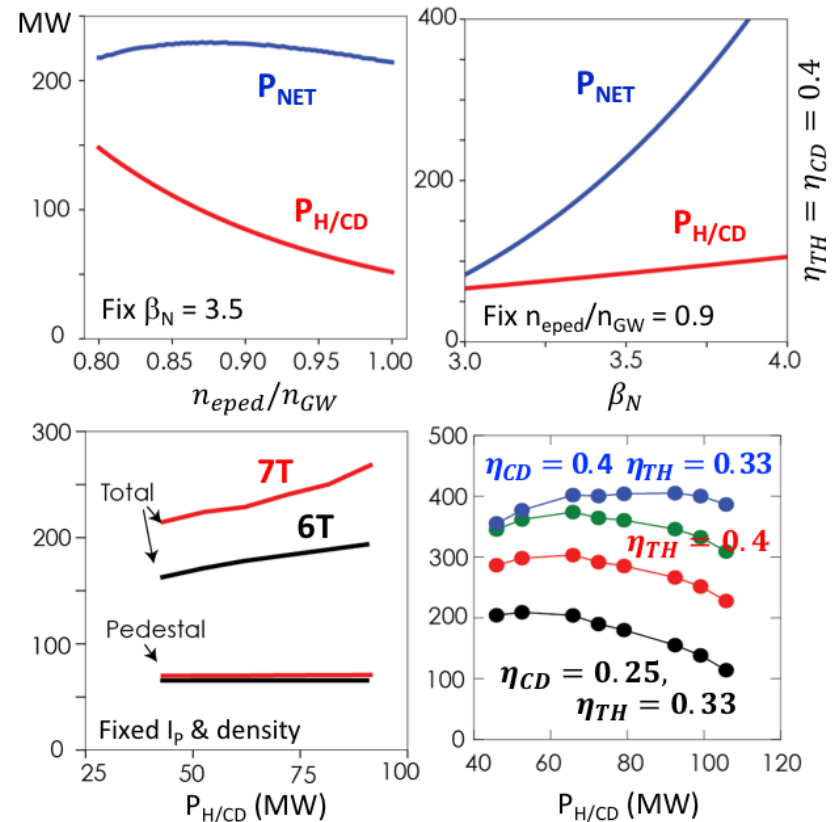 MW
200
100
0
P_NET
P_H/CD
Fix β_N = 3.5
0.80 0.85 0.90 0.95 1.00
n_eped/n_GW
400
200
0
P_NET
P_H/CD
Fix n_eped/n_GW = 0.9
3.0 3.5 4.0
β_N
η_TH = η_CD = 0.4
300
200
100
0
7T
Total
6T
Pedestal
Fixed I_P & density
25 50 75 100
P_H/CD (MW)
500
400
300
200
100
0
η_CD = 0.4 η_TH = 0.33
η_TH = 0.4
η_CD = 0.25,
η_TH = 0.33
40 60 80 100 120
P_H/CD (MW)